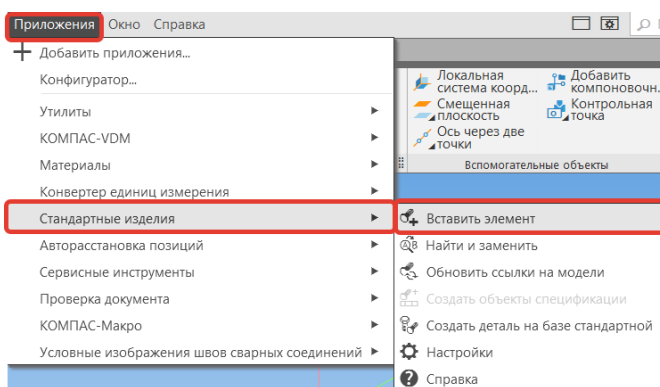 Приложения Окно Справка
Добавить приложения...
Конфигуратор...
Утилиты
КОМПАС-VDM
Материалы
Конвертер единиц измерения
Стандартные изделия
Авторасстановка позиций
Сервисные инструменты
Проверка документа
КОМПАС-Макро
Условные изображения швов сварных соединений
Локальная
система коорд...
Добавить
компоновочн...
Смещенная
плоскость
Контрольная
точка
Ось через две
точки
Вспомогательные объекты
Вставить элемент
Найти и заменить
Обновить ссылки на модели
Создать объекты спецификации
Создать деталь на базе стандартной
Настройки
Справка